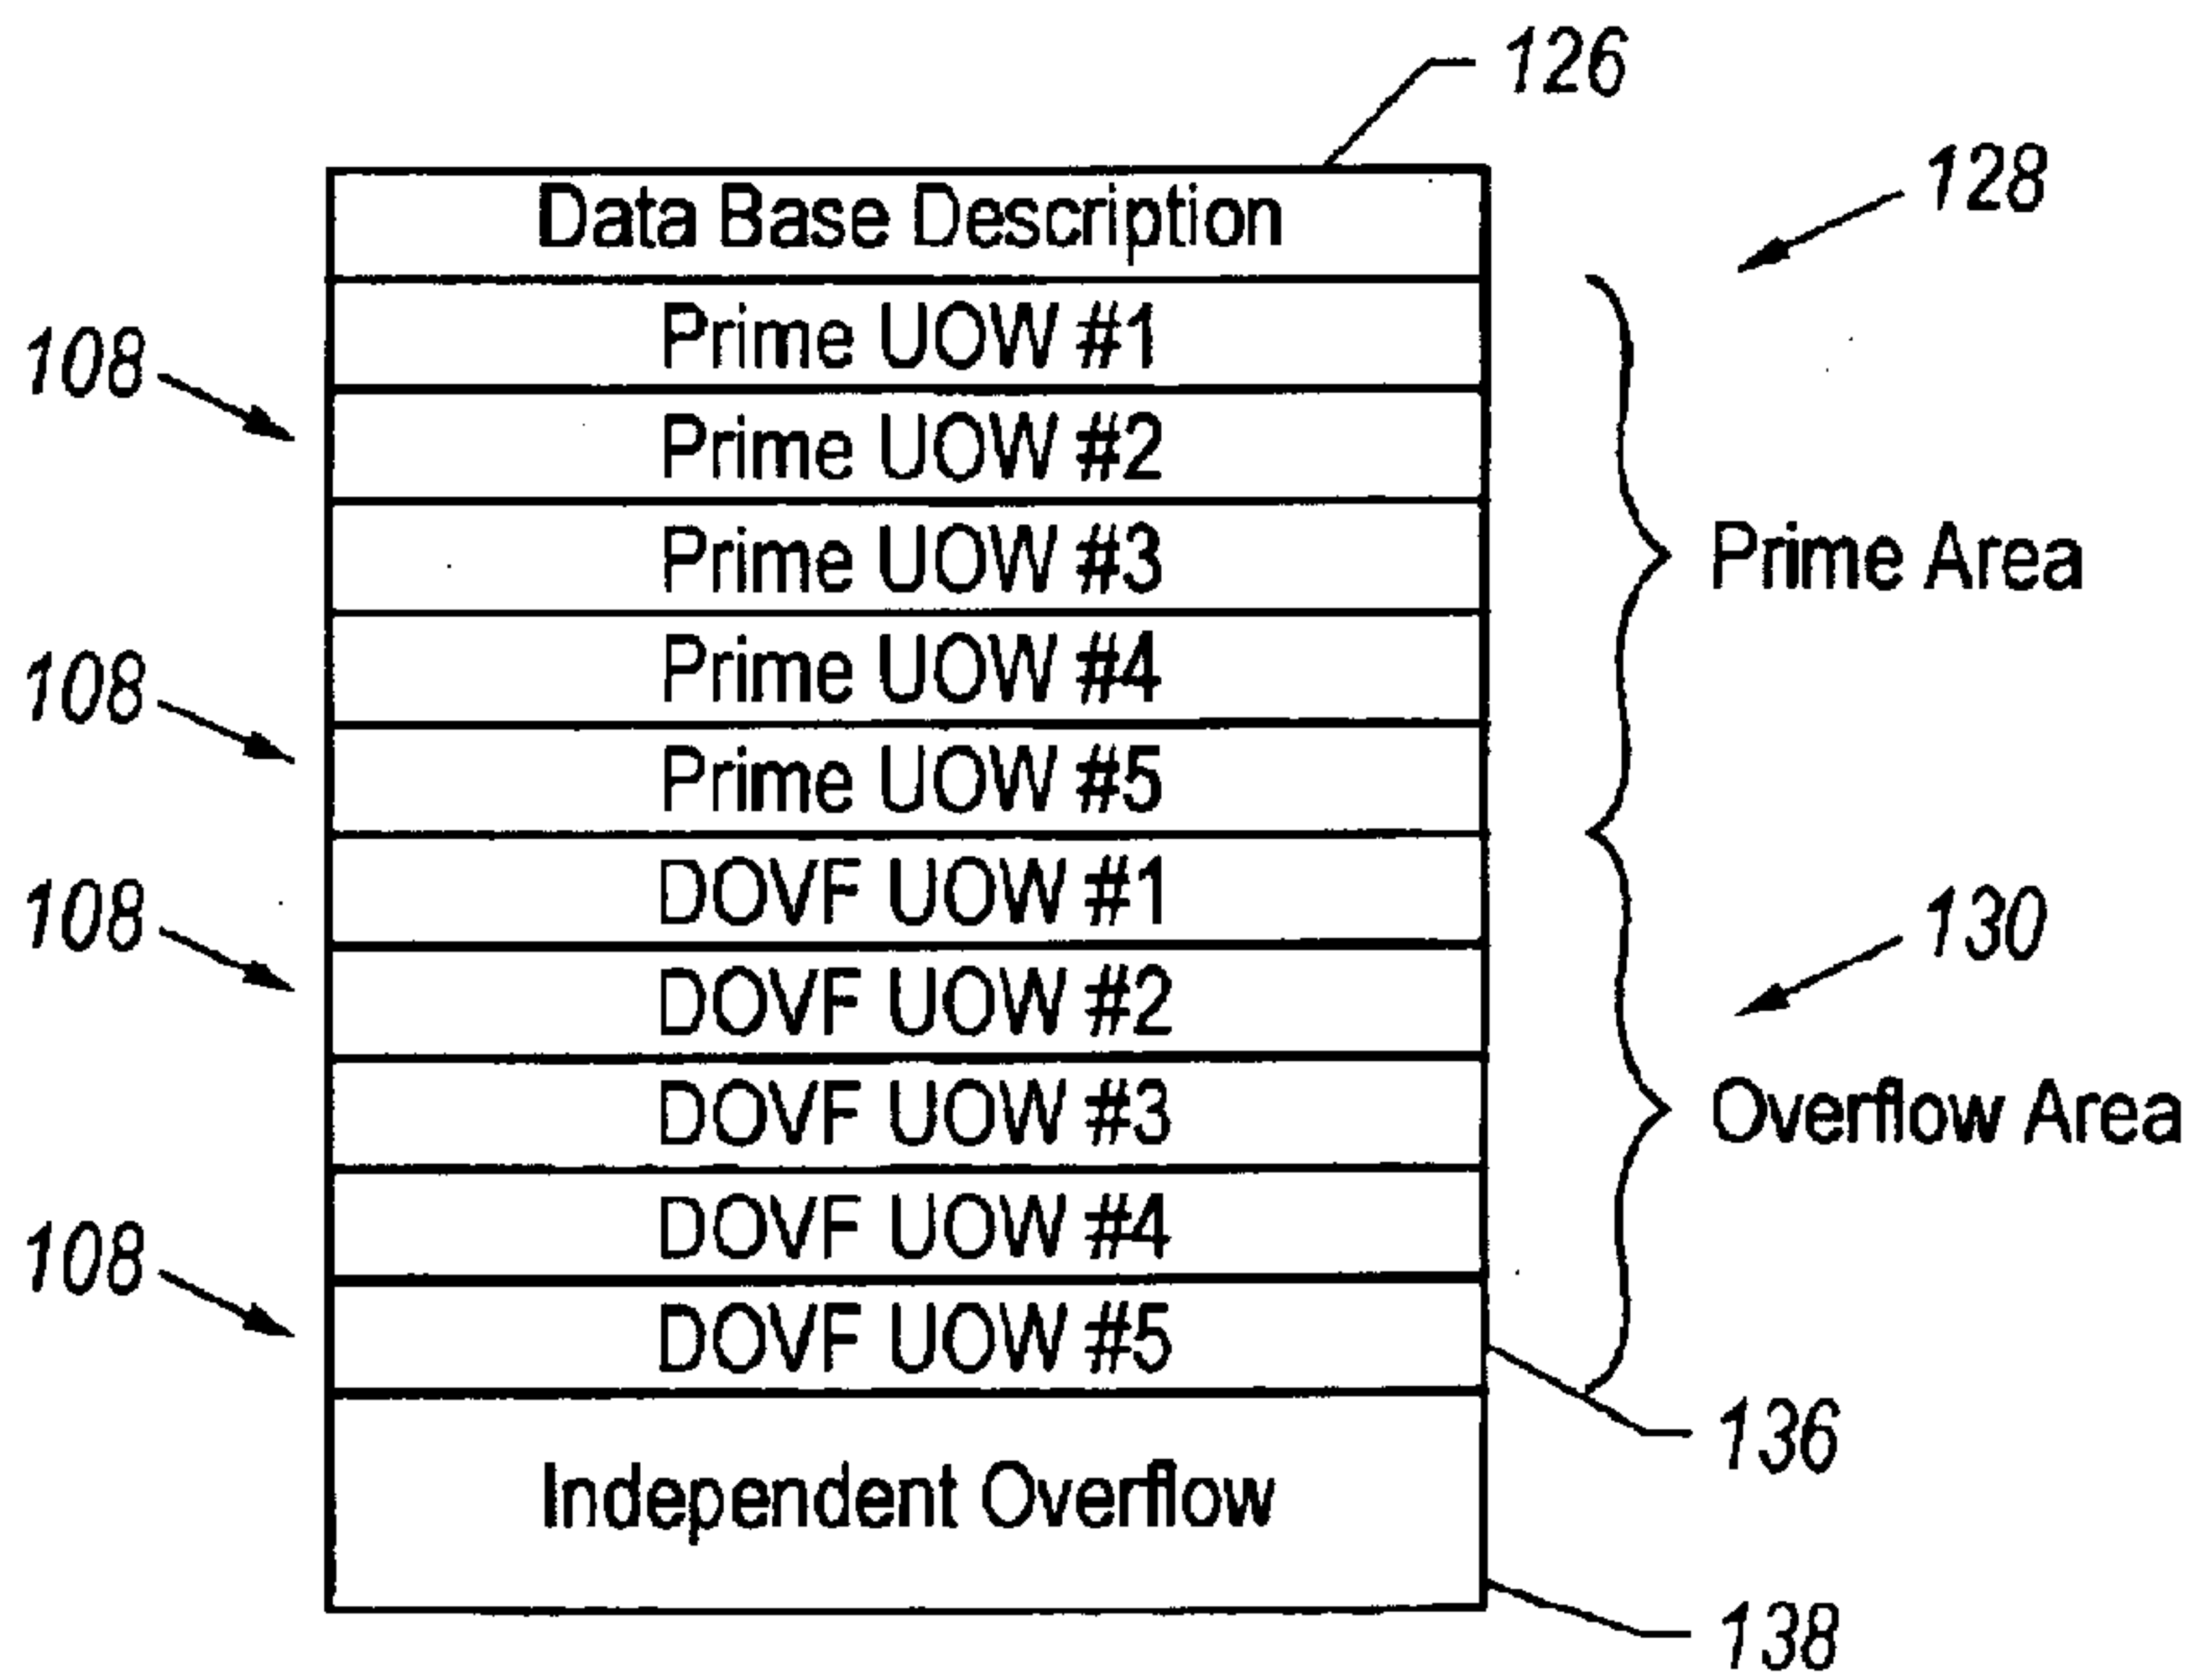 126
Data Base Description
128
Prime UOW #1
108
Prime UOW #2
Prime UOW #3
Prime Area
Prime UOW #4
108
Prime UOW #5
DOVF UOW #1
108
130
DOVF UOW #2
DOVF UOW #3
Overflow Area
DOVF UOW #4
108
DOVF UOW #5
136
Independent Overflow
138